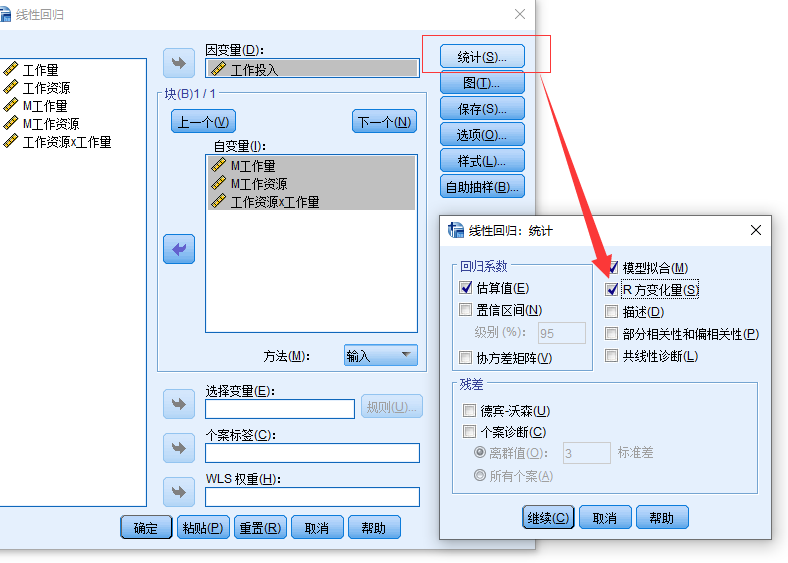 线性回归
工作量
工作资源
M工作量
M工作资源
工作资源x工作量
因变量(D):
工作投入
块(B)1 / 1
上一个(V)
下一个(N)
自变量(I):
M工作量
M工作资源
工作资源x工作量
方法(M):
输入
选择变量(E):
规则(U)...
个案标签(C):
WLS 权重(H):
确定
粘贴(P)
重置(R)
取消
帮助
统计(S)...
图(T)...
保存(S)...
选项(O)...
样式(L)...
自助抽样(B)...
线性回归：统计
回归系数
估算值(E)
置信区间(N)
级别 (%):
95
协方差矩阵(V)
模型拟合(M)
R 方变化量(S)
描述(D)
部分相关性和偏相关性(P)
共线性诊断(L)
残差
德宾-沃森(U)
个案诊断(C)
离群值(O):
3
标准差
所有个案(A)
继续(C)
取消
帮助